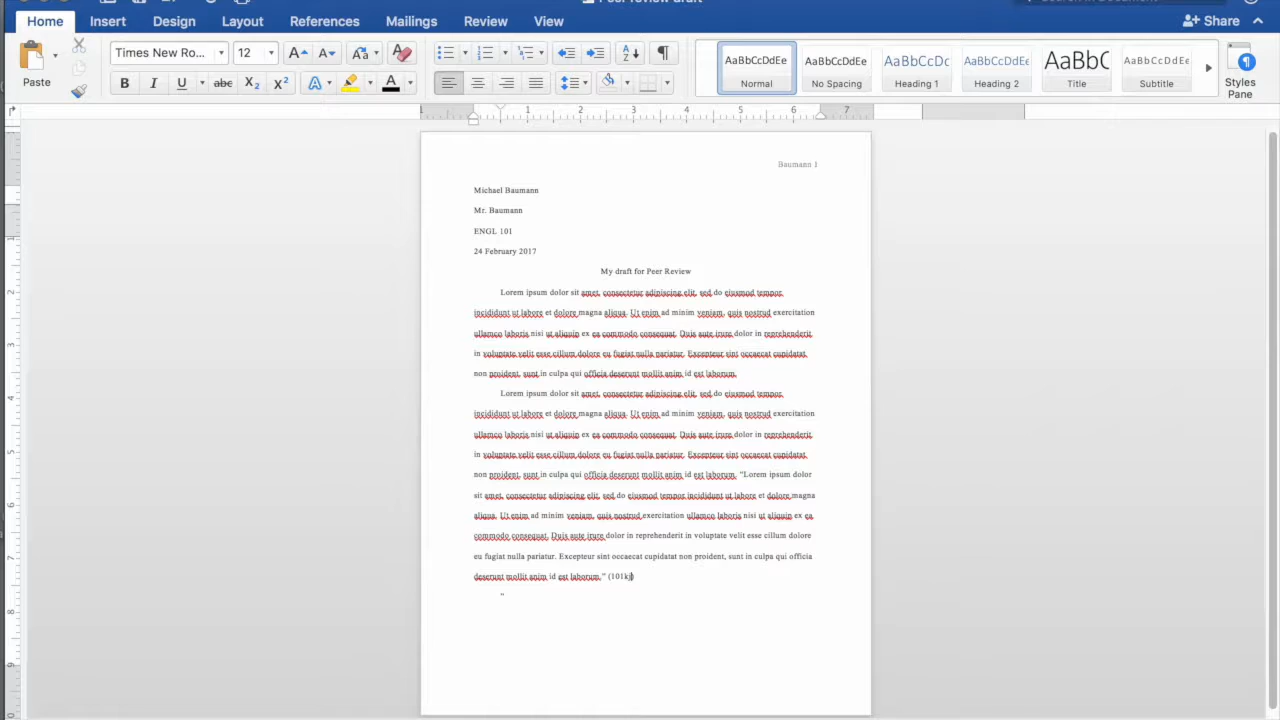 Home Insert Design Layout References Mailings Review View
Share
Times New Ro... 12
AaBbCcDdEe AaBbCcDdEe AaBbCcDc AaBbCcDdEe AaBbC AaBbCcDdEe
Paste B I U abc X2 X2 A A Normal No Spacing Heading 1 Heading 2 Title Subtitle Styles
Pane
1 2 3 4 5 6 7
Baumann 1
Michael Baumann
Mr. Baumann
ENGL 101
24 February 2017
My draft for Peer Review
Lorem ipsum dolor sit amet, consectetur adipiscing elit, sed do eiusmod tempor
incididunt ut labore et dolore magna aliqua. Ut enim ad minim veniam, quis nostrud exercitation
ullamco laboris nisi ut aliquip ex ea commodo consequat. Duis aute irure dolor in reprehenderit
in voluptate velit esse cillum dolore eu fugiat nulla pariatur. Excepteur sint occaecat cupidatat
non proident, sunt in culpa qui officia deserunt mollit anim id est laborum.
Lorem ipsum dolor sit amet, consectetur adipiscing elit, sed do eiusmod tempor
incididunt ut labore et dolore magna aliqua. Ut enim ad minim veniam, quis nostrud exercitation
ullamco laboris nisi ut aliquip ex ea commodo consequat. Duis aute irure dolor in reprehenderit
in voluptate velit esse cillum dolore eu fugiat nulla pariatur. Excepteur sint occaecat cupidatat
non proident, sunt in culpa qui officia deserunt mollit anim id est laborum. “Lorem ipsum dolor
sit amet, consectetur adipiscing elit, sed do eiusmod tempor incididunt ut labore et dolore magna
aliqua. Ut enim ad minim veniam, quis nostrud exercitation ullamco laboris nisi ut aliquip ex ea
commodo consequat. Duis aute irure dolor in reprehenderit in voluptate velit esse cillum dolore
eu fugiat nulla pariatur. Excepteur sint occaecat cupidatat non proident, sunt in culpa qui officia
deserunt mollit anim id est laborum.” (101kj)
”